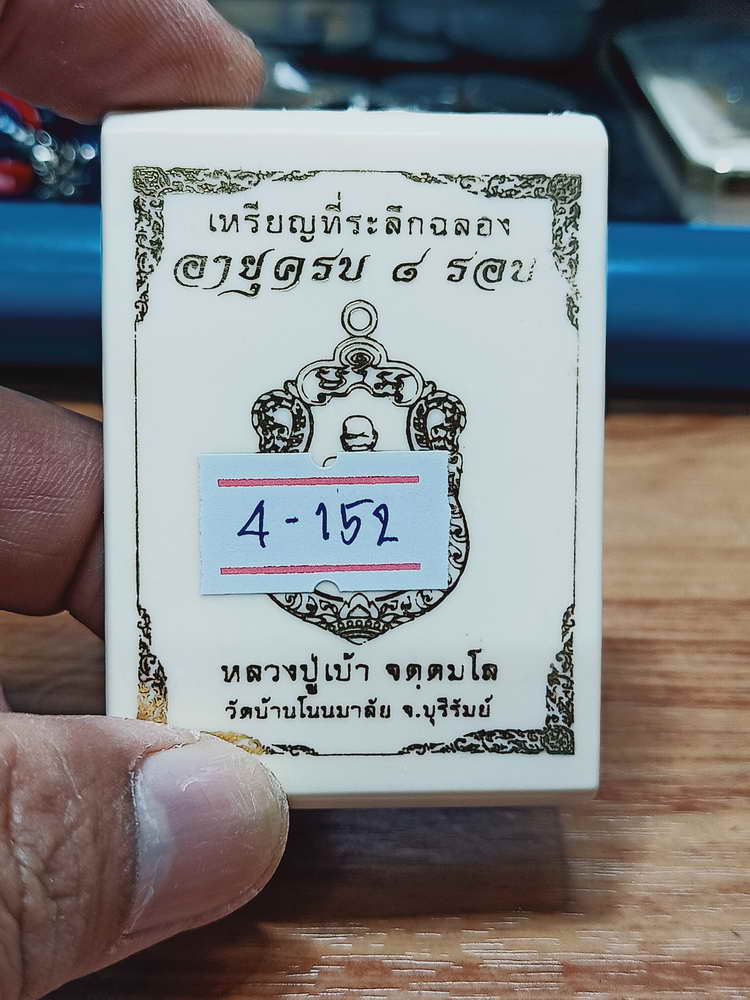 เหรียญที่ระลึกฉลอง
อายุครบ ๘ รอบ
4-152
หลวงปู่เบ้า จตฺตมโล
วัดบ้านโนนมาลัย จ.บุรีรัมย์